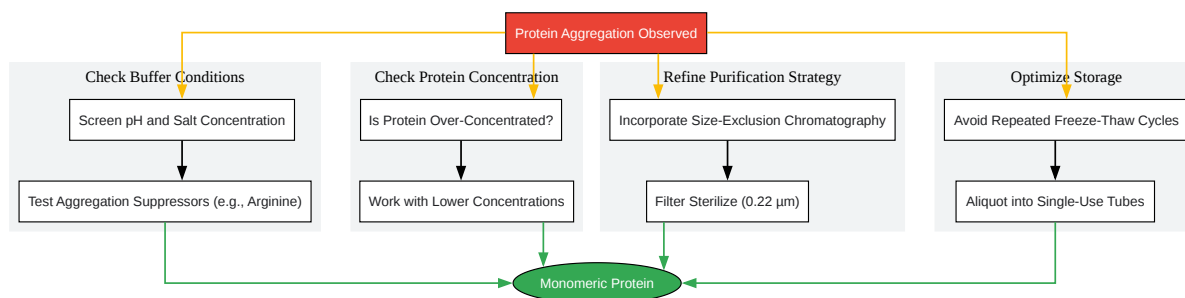 Protein Aggregation Observed
Check Buffer Conditions
Check Protein Concentration
Refine Purification Strategy
Optimize Storage
Screen pH and Salt Concentration
Is Protein Over-Concentrated?
Incorporate Size-Exclusion Chromatography
Avoid Repeated Freeze-Thaw Cycles
Test Aggregation Suppressors (e.g., Arginine)
Work with Lower Concentrations
Filter Sterilize (0.22 µm)
Aliquot into Single-Use Tubes
Monomeric Protein